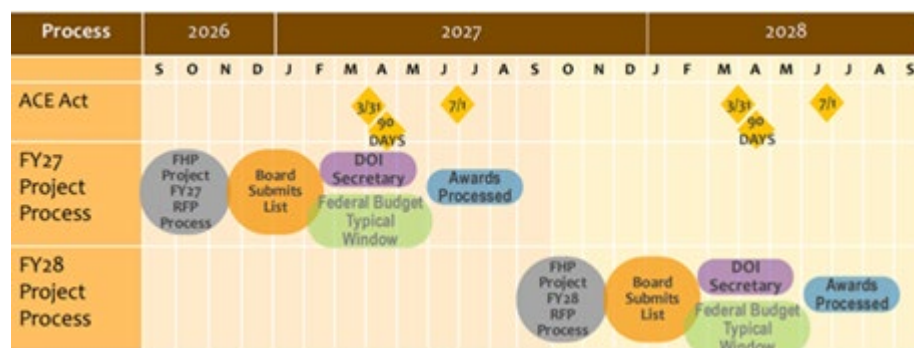 Process 2026 2027 2028
S O N D J F M A M J J A S O N D J F M A M J J A S
ACE Act
3/31
90
DAYS
7/1
3/31
90
DAYS
7/1
FY27
Project
Process
FHP
Project
FY27
RFP
Process
Board
Submits
List
DOI
Secretary
Federal Budget
Typical
Window
Awards
Processed
FY28
Project
Process
FHP
Project
FY28
RFP
Process
Board
Submits
List
DOI
Secretary
Federal Budget
Typical
Window
Awards
Processed